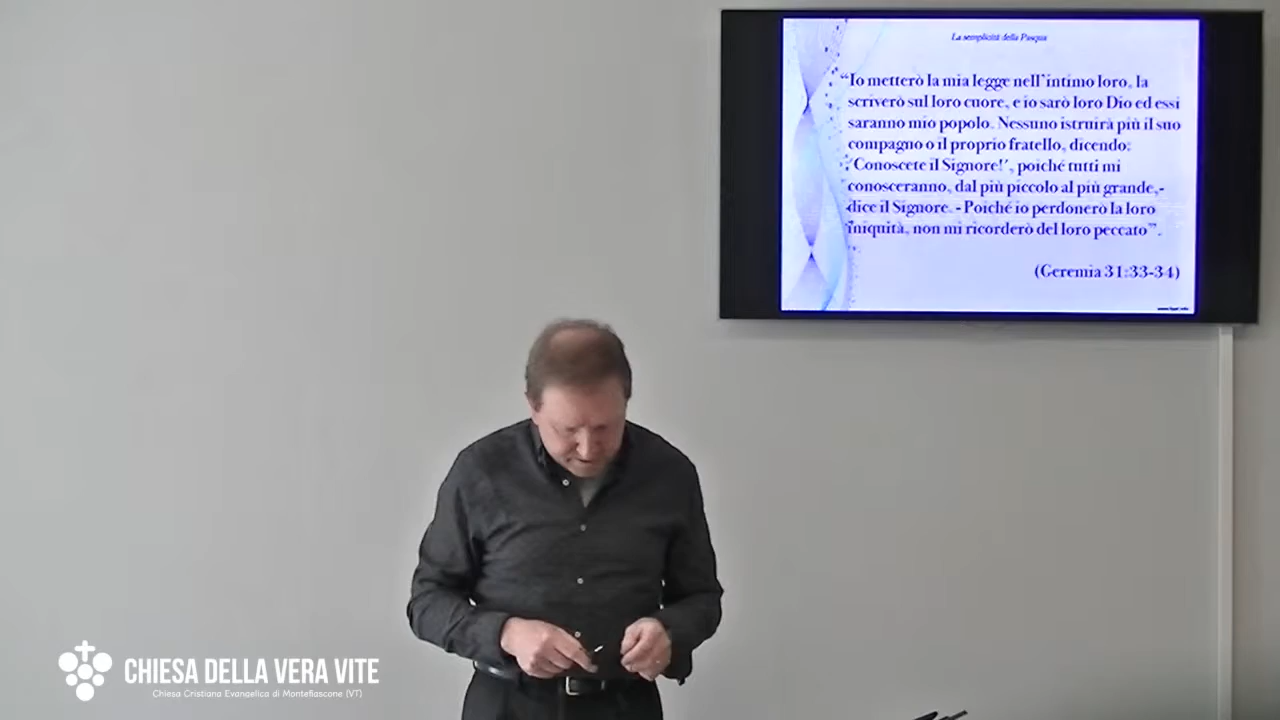 La semplicità della Pasqua
“Io metterò la mia legge nell'intimo loro, la
scriverò sul loro cuore, e io sarò loro Dio ed essi
saranno mio popolo. Nessuno istruirà più il suo
compagno o il proprio fratello, dicendo:
'Conoscete il Signore!', poiché tutti mi
conosceranno, dal più piccolo al più grande,-
dice il Signore. - Poiché io perdonerò la loro
iniquità, non mi ricorderò del loro peccato”.
(Geremia 31:33-34)
CHIESA DELLA VERA VITE
Chiesa Cristiana Evangelica di Montefiascone (VT)